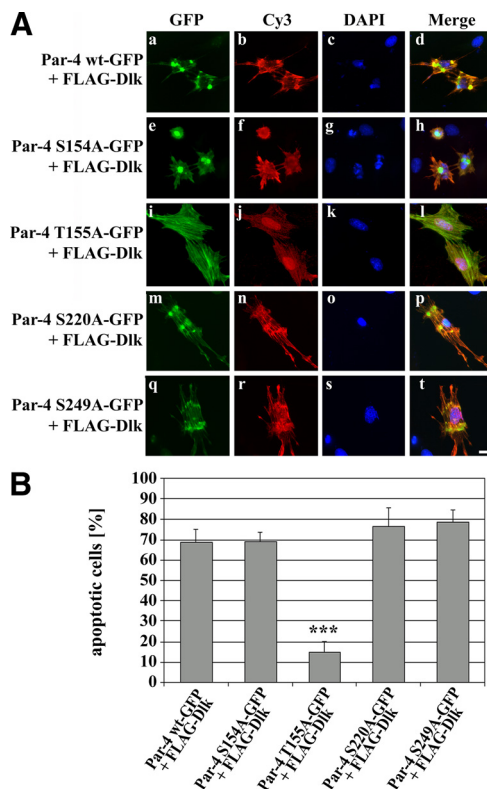 A
GFP Cy3 DAPI Merge
Par-4 wt-GFP
+ FLAG-Dlk
a b c d
Par-4 S154A-GFP
+ FLAG-Dlk
e f g h
Par-4 T155A-GFP
+ FLAG-Dlk
i j k l
Par-4 S220A-GFP
+ FLAG-Dlk
m n o p
Par-4 S249A-GFP
+ FLAG-Dlk
q r s t
B
apoptotic cells [%]
100
90
80
70
60
50
40
30
20
10
0
***
Par-4 wt-GFP
+ FLAG-Dlk
Par-4 S154A-GFP
+ FLAG-Dlk
Par-4 T155A-GFP
+ FLAG-Dlk
Par-4 S220A-GFP
+ FLAG-Dlk
Par-4 S249A-GFP
+ FLAG-Dlk